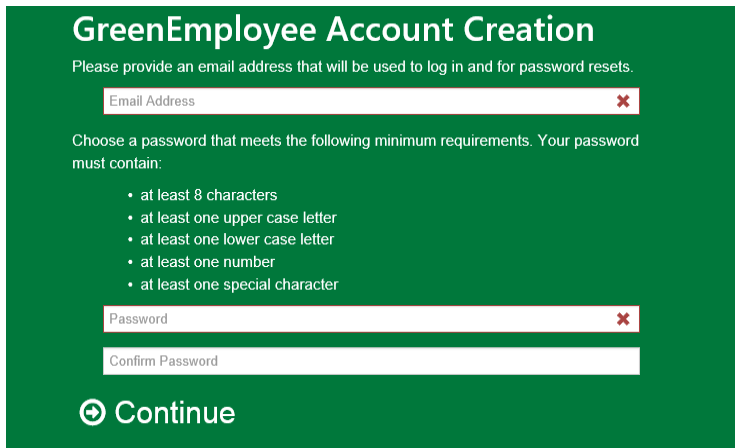 GreenEmployee Account Creation
Please provide an email address that will be used to log in and for password resets.
Email Address
Choose a password that meets the following minimum requirements. Your password
must contain:
• at least 8 characters
• at least one upper case letter
• at least one lower case letter
• at least one number
• at least one special character
Password
Confirm Password
Continue